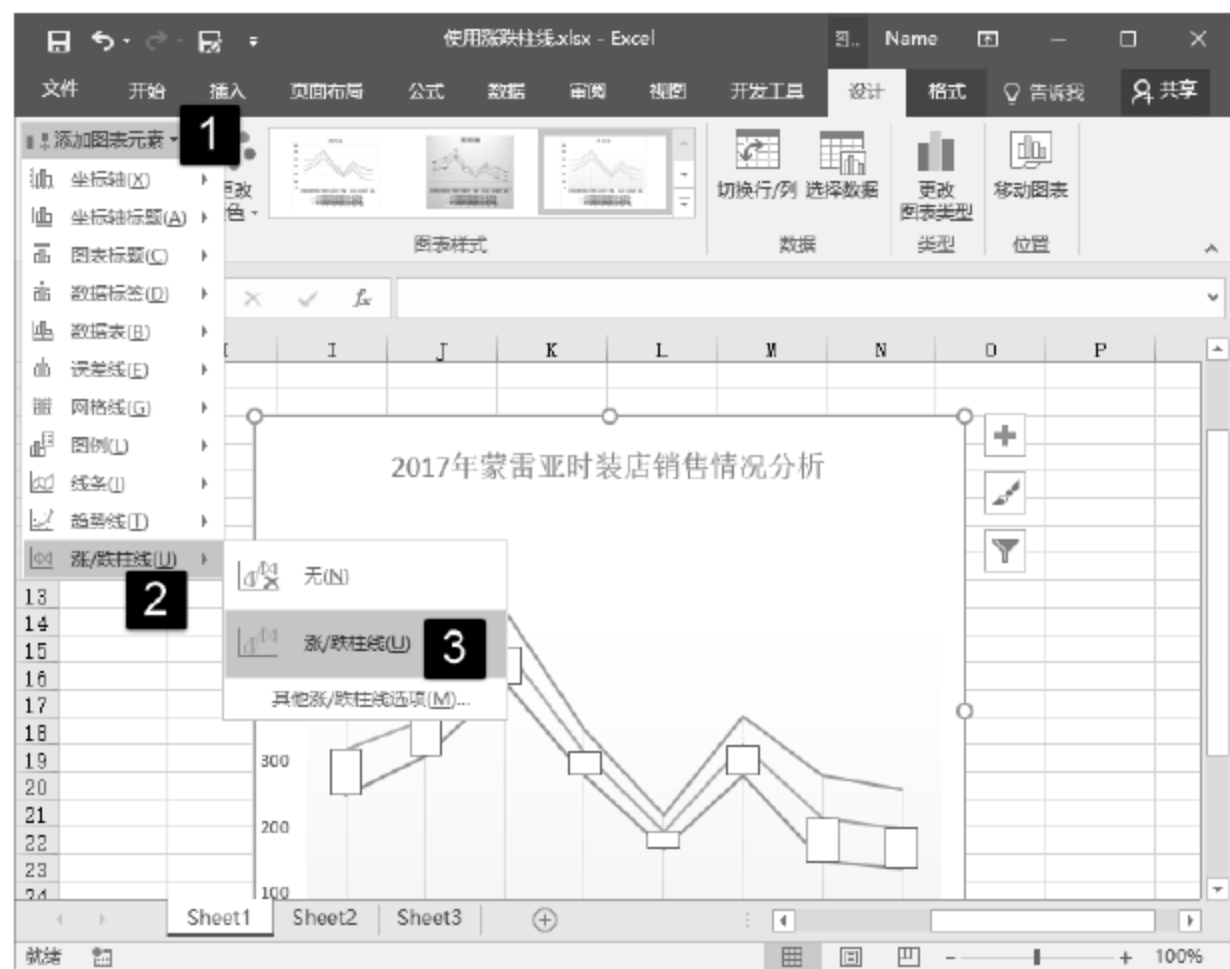 使用涨跌柱线.xlsx - Excel
图... Name
文件 开始 插入 页面布局 公式 数据 审阅 视图 开发工具 设计 格式 告诉我 共享
添加图表元素
1
坐标轴(X)
坐标轴标题(A)
图表标题(C)
数据标签(D)
数据表(B)
误差线(E)
网格线(G)
图例(L)
线条(I)
趋势线(T)
涨/跌柱线(U)
2
无(N)
涨/跌柱线(U)
3
其他涨/跌柱线选项(M)...
更改
色
图表样式
切换行/列 选择数据
数据
更改
图表类型
类型
移动图表
位置
fx
I J K L M N O P
2017年蒙雷亚时装店销售情况分析
300
200
100
13
14
15
16
17
18
19
20
21
22
23
24
Sheet1 Sheet2 Sheet3
就绪
100%